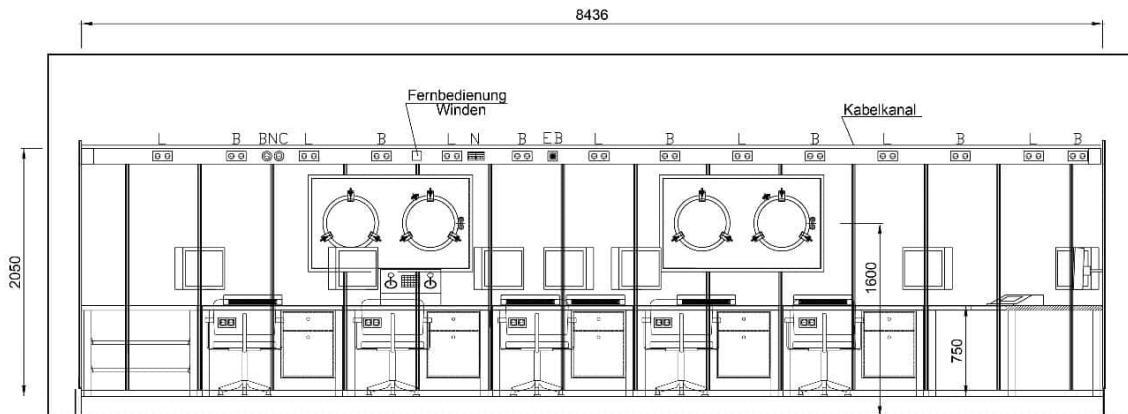 8436
Fernbedienung
Winden
Kabelkanal
L B BNC L B L N B EB L B L B L B L B
2050
1600
750